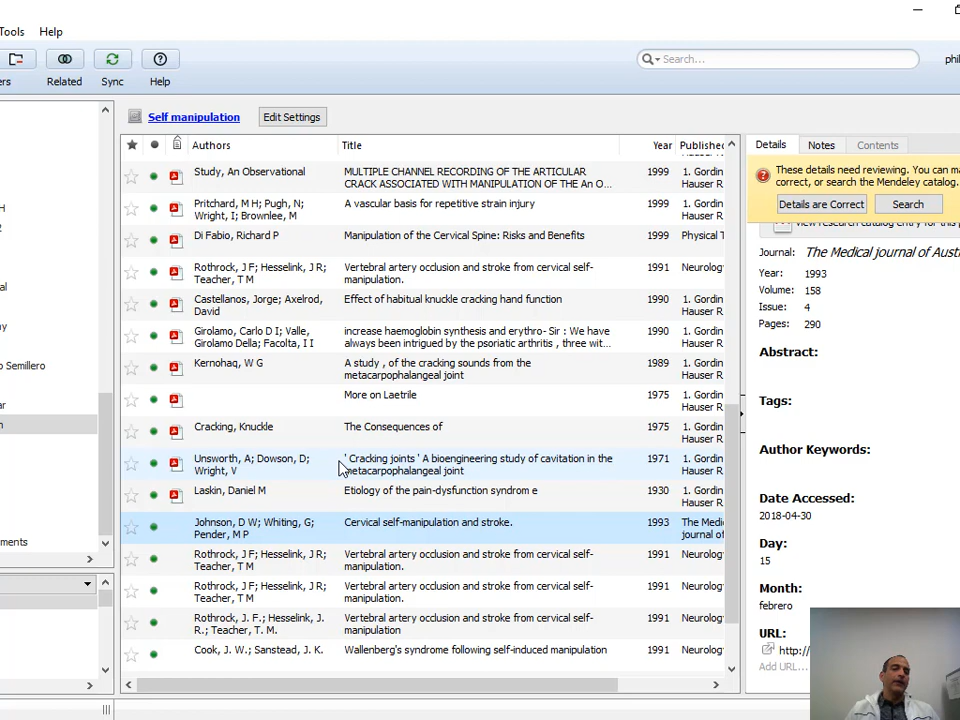 Tools Help
ers Related Sync Help
Search...
phil
Self manipulation Edit Settings
Authors Title Year Published
Study, An Observational MULTIPLE CHANNEL RECORDING OF THE ARTICULAR 1999 1. Gordin
CRACK ASSOCIATED WITH MANIPULATION OF THE An O... Hauser R
Pritchard, M H; Pugh, N; A vascular basis for repetitive strain injury 1999 1. Gordin
Wright, I; Brownlee, M Hauser R
Di Fabio, Richard P Manipulation of the Cervical Spine: Risks and Benefits 1999 Physical T
Rothrock, J F; Hesselink, J R; Vertebral artery occlusion and stroke from cervical self- 1991 Neurolog
Teacher, T M manipulation.
Castellanos, Jorge; Axelrod, Effect of habitual knuckle cracking hand function 1990 1. Gordin
David Hauser R
Girolamo, Carlo D I; Valle, increase haemoglobin synthesis and erythro- Sir : We have 1990 1. Gordin
Girolamo Della; Facolta, I I always been intrigued by the psoriatic arthritis , three wit... Hauser R
Kernohaq, W G A study , of the cracking sounds from the 1989 1. Gordin
metacarpophalangeal joint Hauser R
More on Laetrile 1975 1. Gordin
Hauser R
Cracking, Knuckle The Consequences of 1975 1. Gordin
Hauser R
Unsworth, A; Dowson, D; ' Cracking joints ' A bioengineering study of cavitation in the 1971 1. Gordin
Wright, V metacarpophalangeal joint Hauser R
Laskin, Daniel M Etiology of the pain-dysfunction syndrom e 1930 1. Gordin
Hauser R
Johnson, D W; Whiting, G; Cervical self-manipulation and stroke. 1993 The Medi
Pender, M P journal of
Rothrock, J F; Hesselink, J R; Vertebral artery occlusion and stroke from cervical self- 1991 Neurolog
Teacher, T M manipulation.
Rothrock, J F; Hesselink, J R; Vertebral artery occlusion and stroke from cervical self- 1991 Neurolog
Teacher, T M manipulation.
Rothrock, J. F.; Hesselink, J. Vertebral artery occlusion and stroke from cervical self- 1991 Neurolog
R.; Teacher, T. M. manipulation
Cook, J. W.; Sanstead, J. K. Wallenberg's syndrome following self-induced manipulation 1991 Neurolog
H
2
al
y
o Semillero
ar
n
ments
Details Notes Contents
These details need reviewing. You can ma
correct, or search the Mendeley catalog.
Details are Correct Search
Journal: The Medical journal of Aust
Year: 1993
Volume: 158
Issue: 4
Pages: 290
Abstract:
Tags:
Author Keywords:
Date Accessed:
2018-04-30
Day:
15
Month:
febrero
URL:
http://
Add URL...